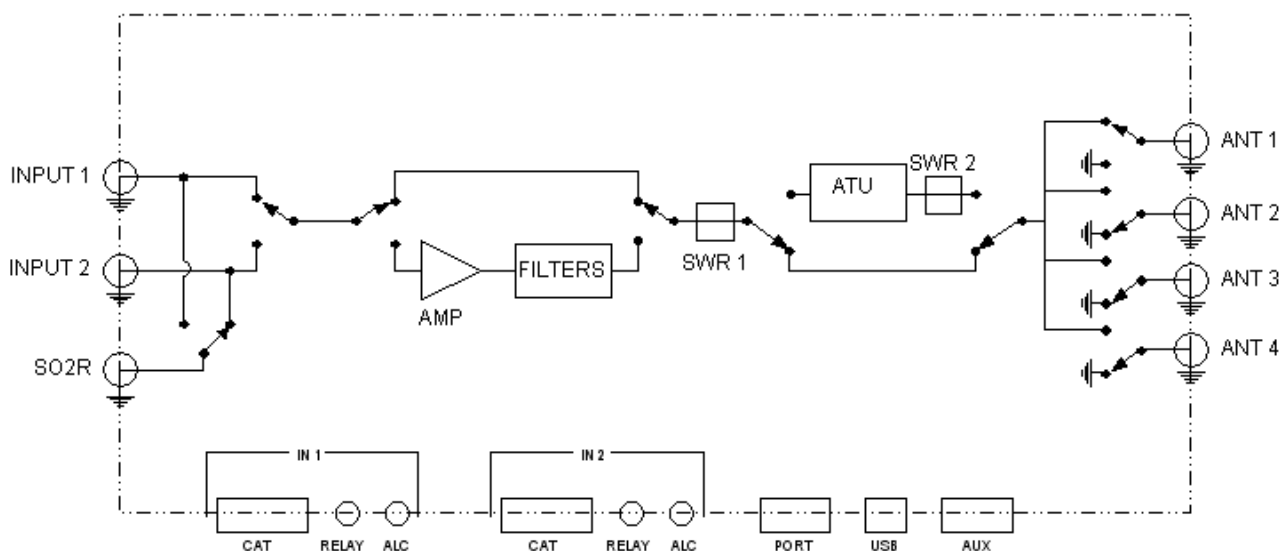 INPUT 1
INPUT 2
SO2R
AMP
FILTERS
SWR 1
ATU
SWR 2
ANT 1
ANT 2
ANT 3
ANT 4
IN 1
IN 2
CAT
RELAY
ALC
CAT
RELAY
ALC
PORT
USB
AUX